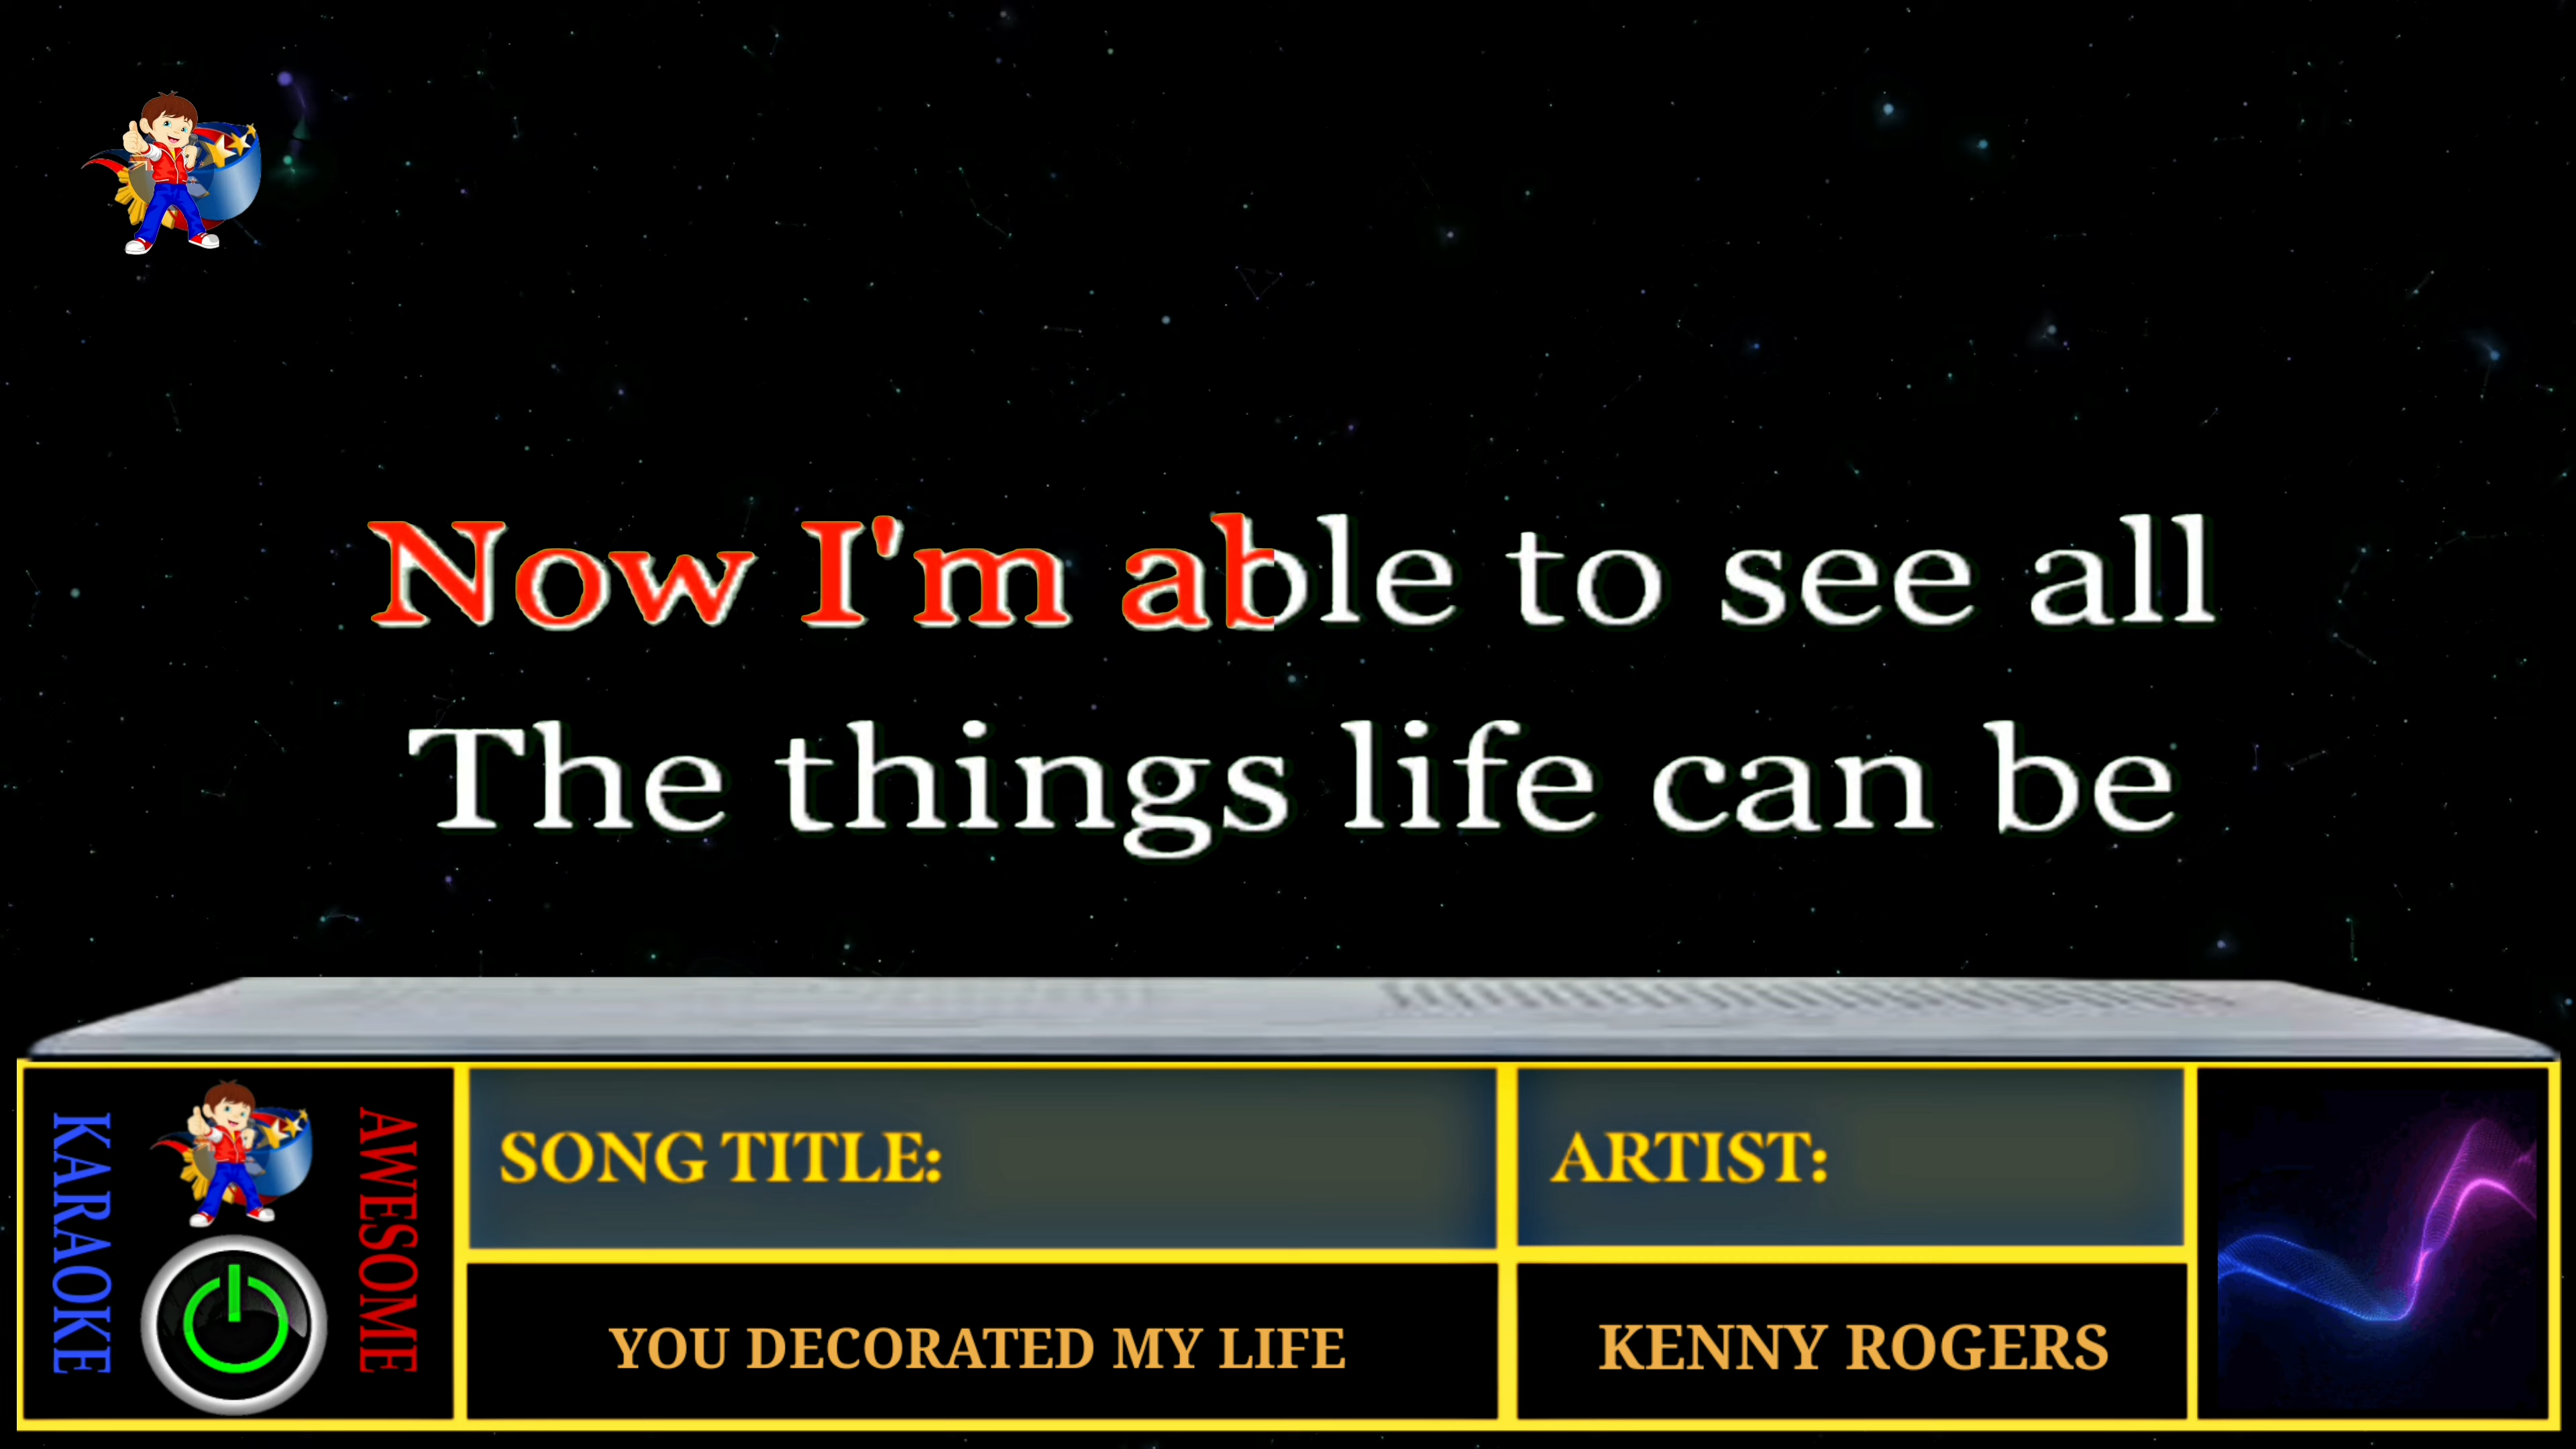 Now I'm able to see all
The things life can be
KARAOKE
AWESOME
SONG TITLE:
ARTIST:
YOU DECORATED MY LIFE
KENNY ROGERS